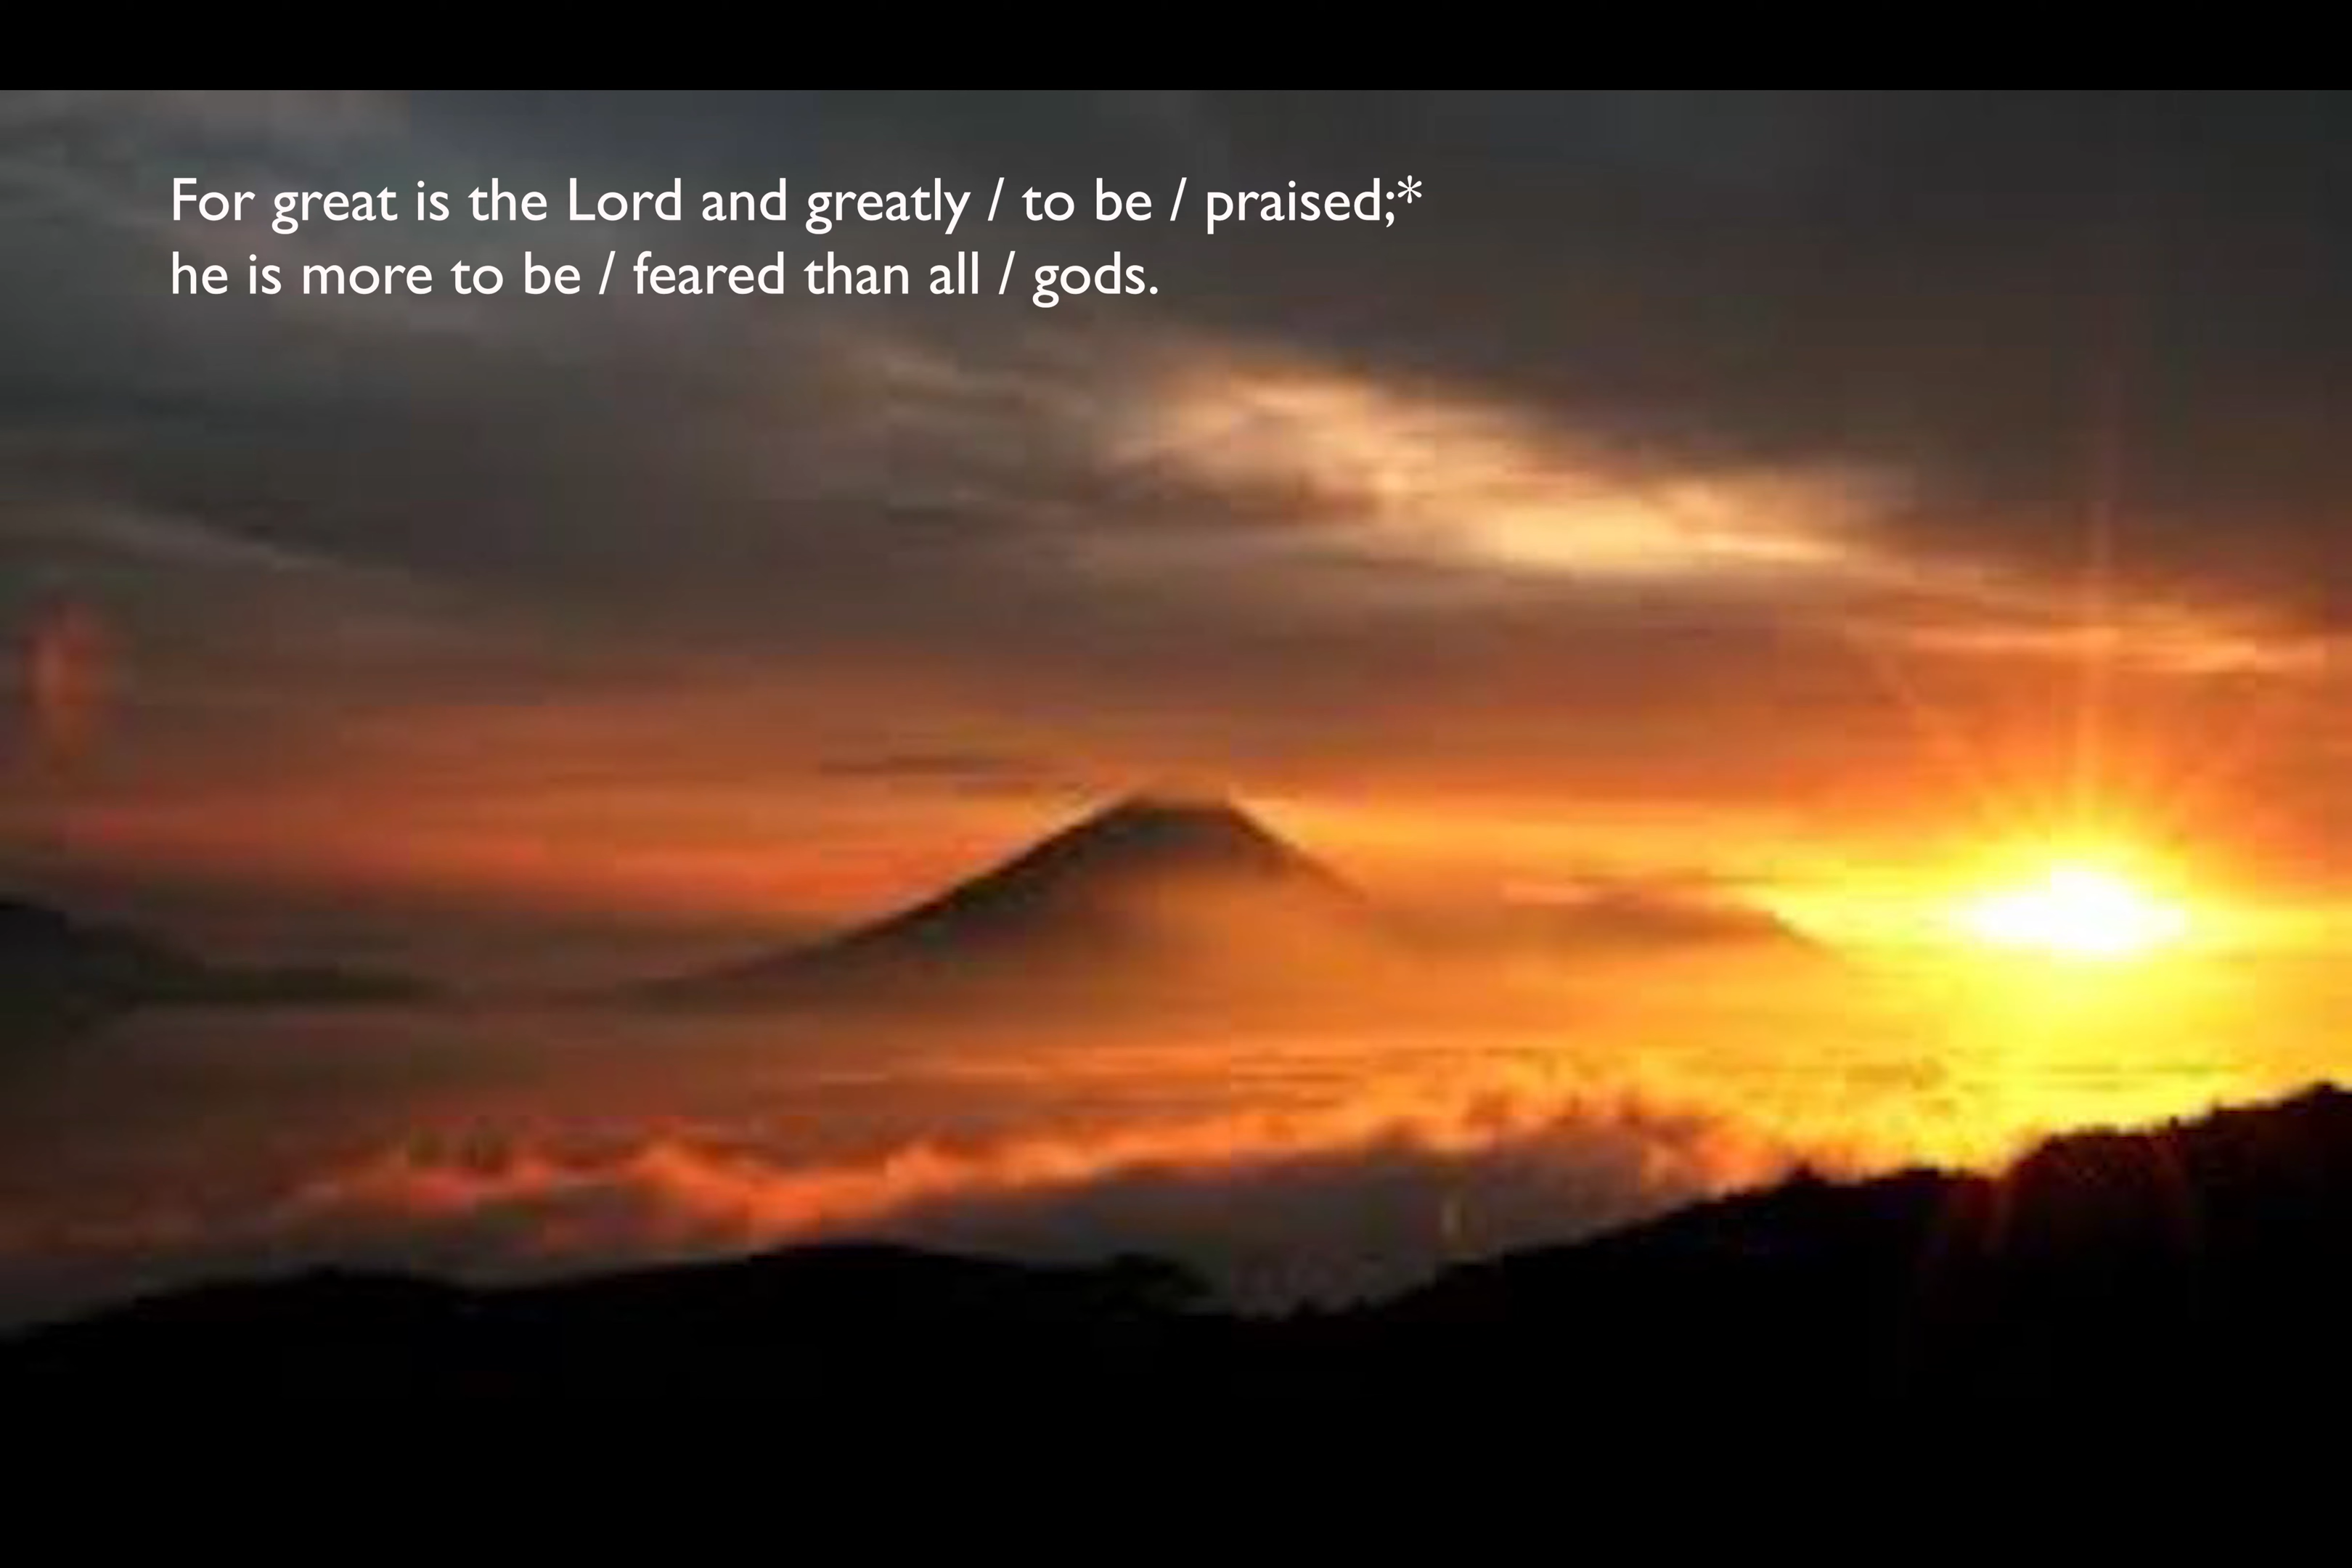 For great is the Lord and greatly / to be / praised;*
he is more to be / feared than all / gods.